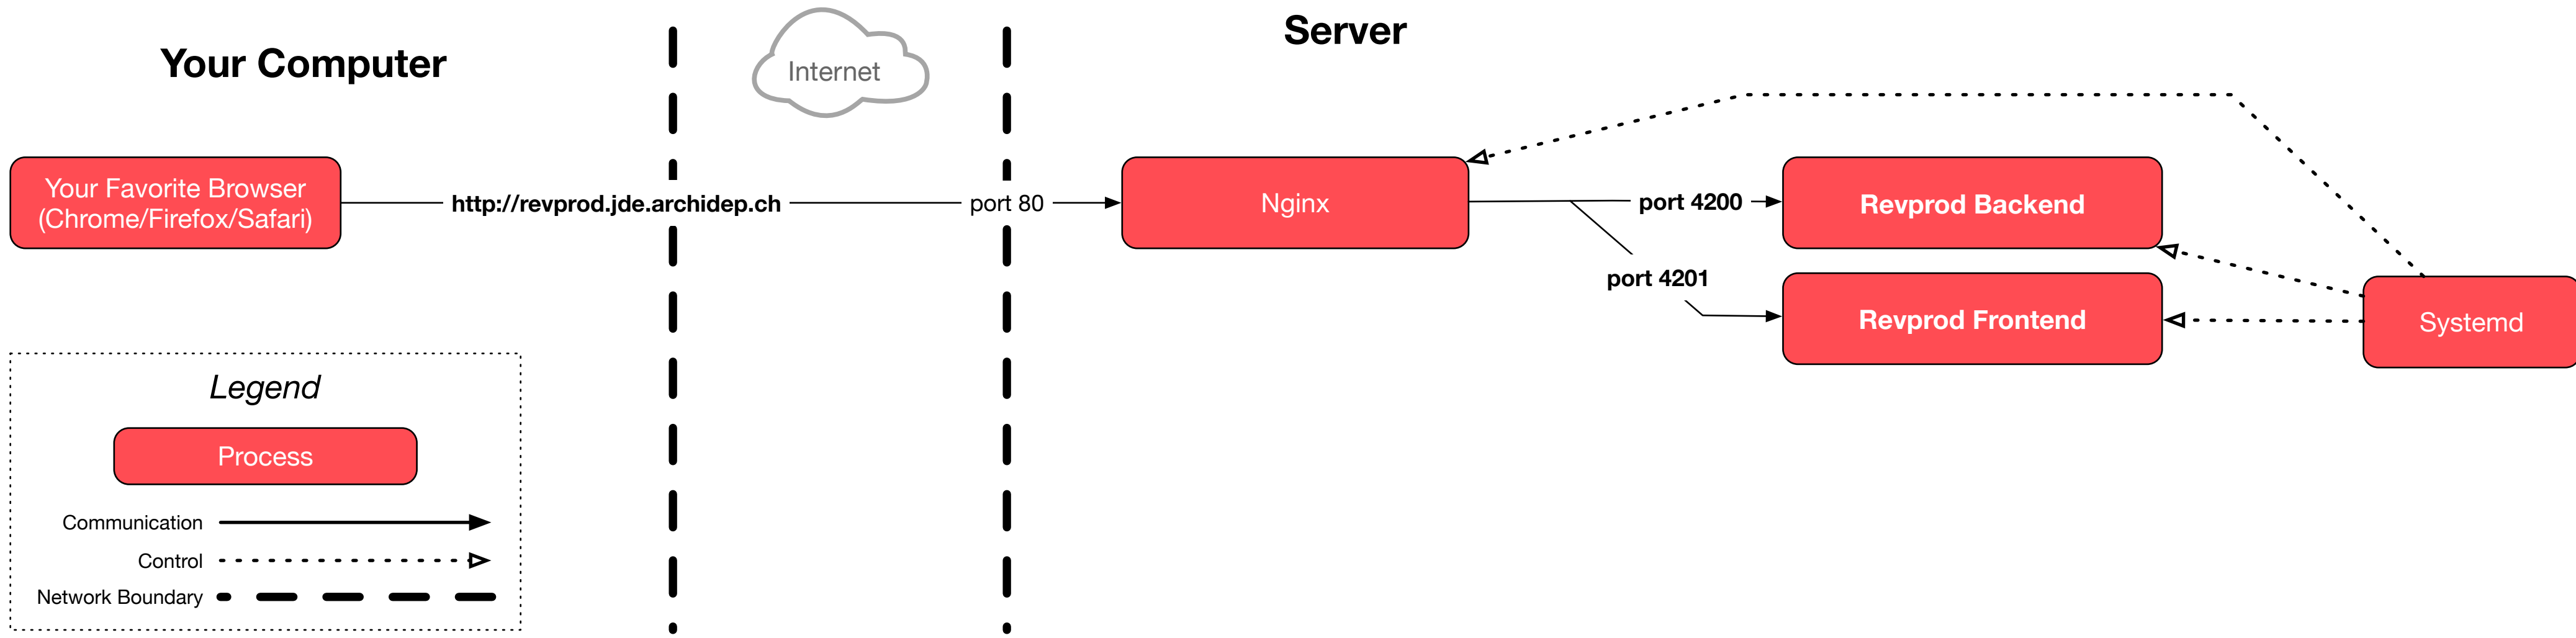 Your Computer
Internet
Server
Your Favorite Browser
(Chrome/Firefox/Safari)
http://revprod.jde.archidep.ch
port 80
Nginx
port 4200
Revprod Backend
port 4201
Revprod Frontend
Systemd
Legend
Process
Communication
Control
Network Boundary